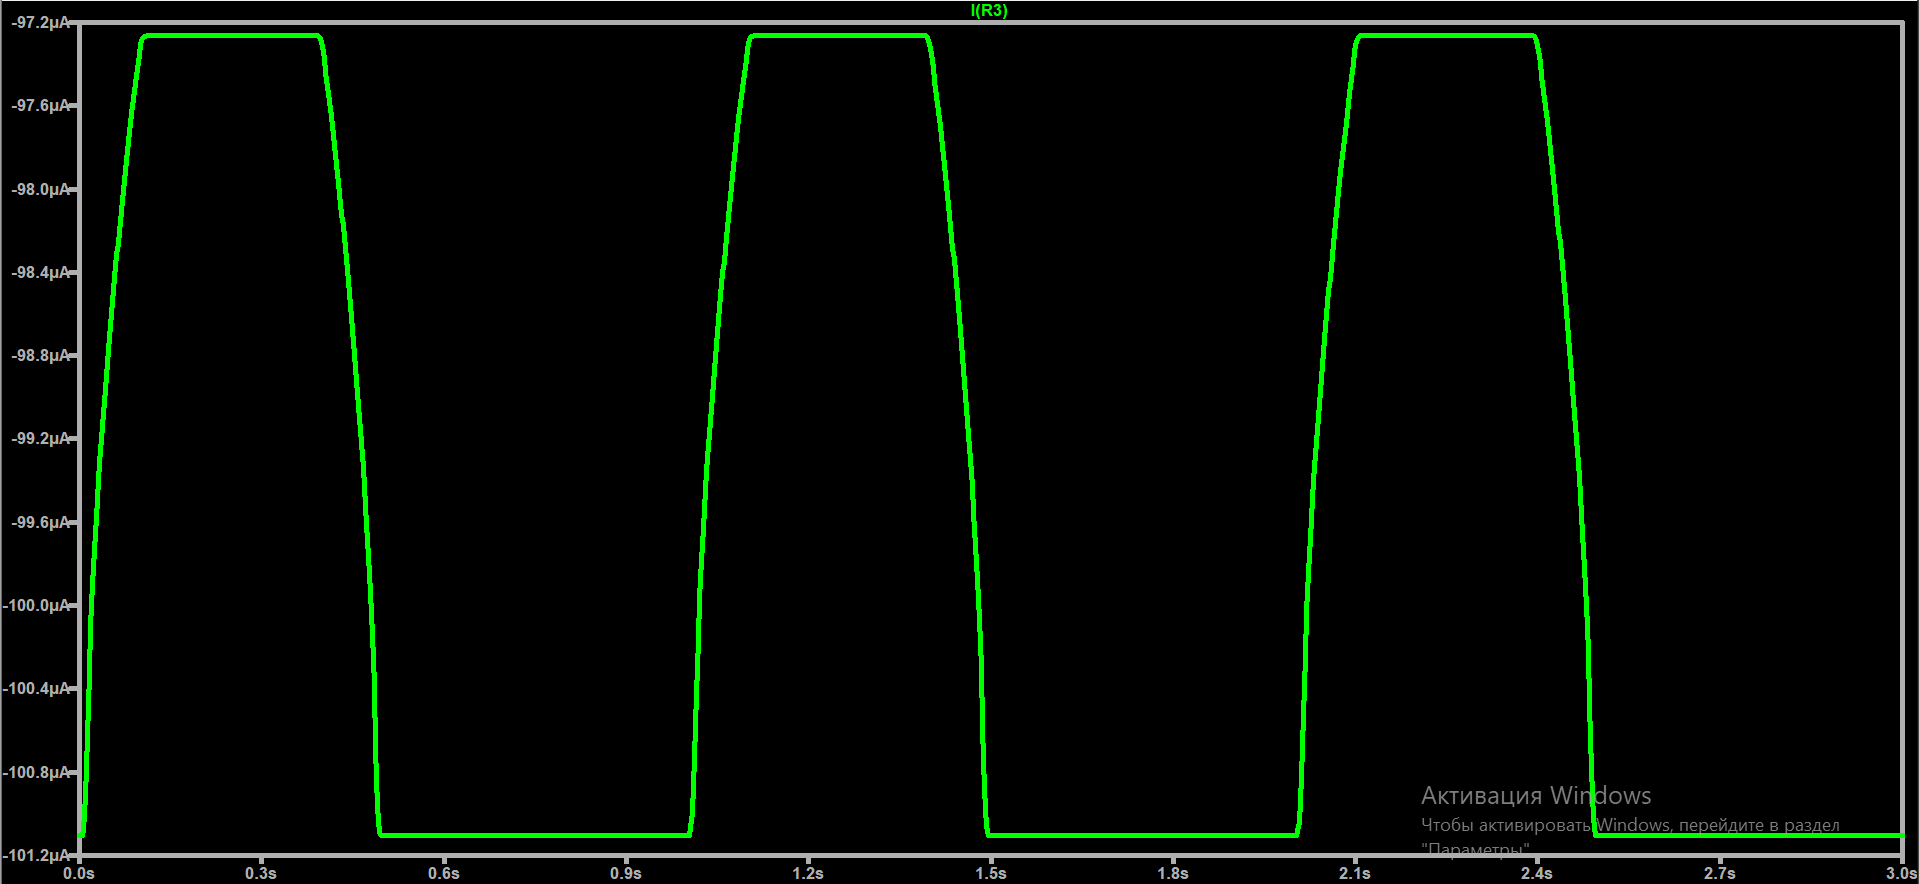 I(R3)
-97.2µA
-97.6µA
-98.0µA
-98.4µA
-98.8µA
-99.2µA
-99.6µA
-100.0µA
-100.4µA
-100.8µA
-101.2µA
0.0s 0.3s 0.6s 0.9s 1.2s 1.5s 1.8s 2.1s 2.4s 2.7s 3.0s
Активация Windows
Чтобы активировать Windows, перейдите в раздел
"Параметры"